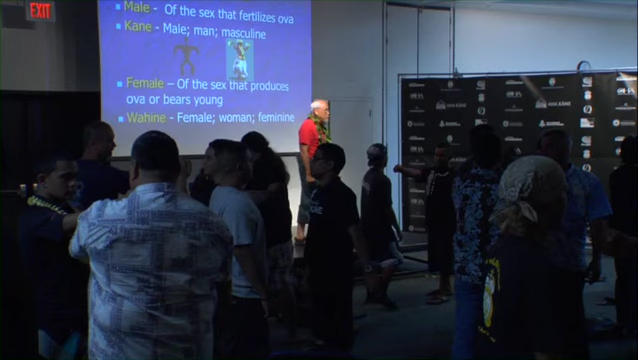 EXIT
Male - Of the sex that fertilizes ova
Kane - Male; man; masculine
Female – Of the sex that produces
ova or bears young
Wahine - Female; woman; feminine